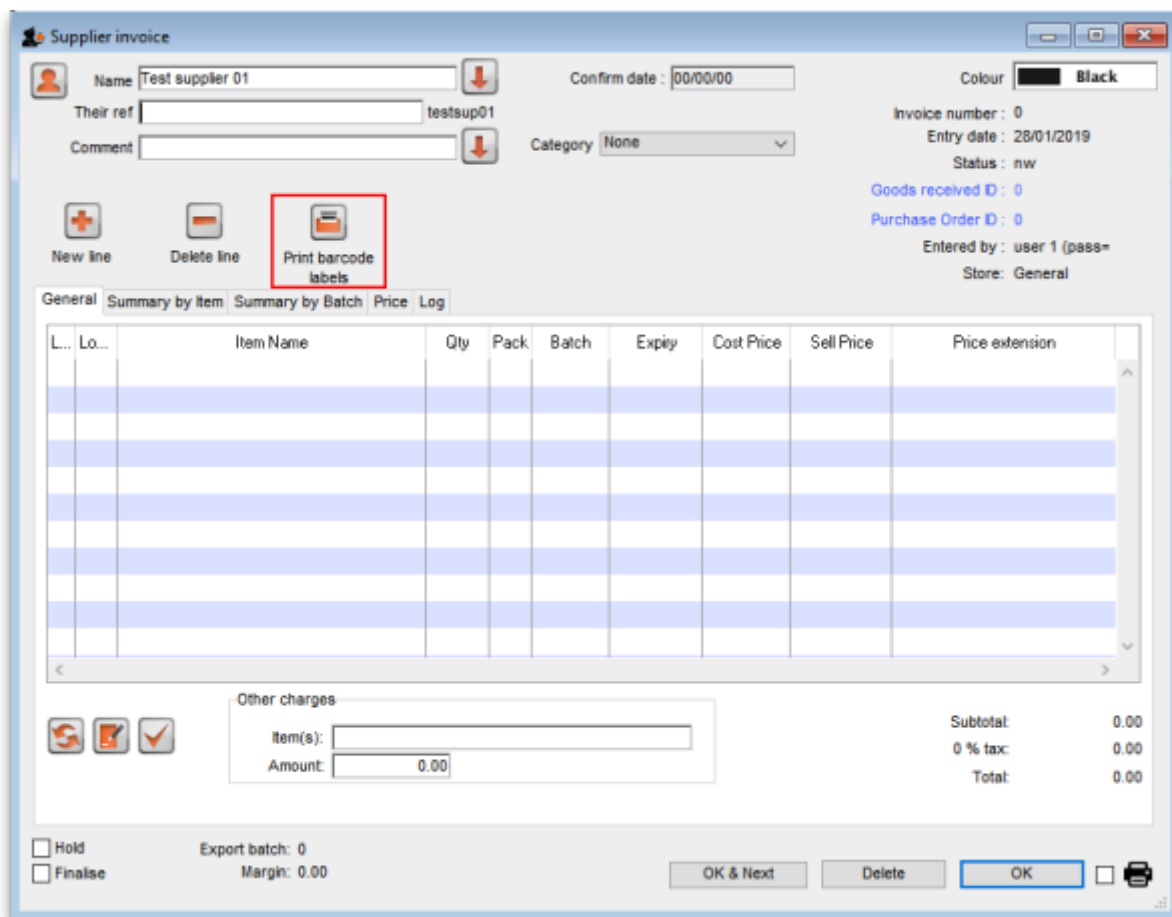 Supplier invoice
Name Test supplier 01 Confirm date : 00/00/00 Colour Black
Their ref testsup01 Invoice number : 0
Comment Category None Entry date : 28/01/2019
Status : nw
Goods received ID : 0
Purchase Order ID : 0
Entered by : user 1 (pass=
Store: General
New line Delete line Print barcode
labels
General Summary by Item Summary by Batch Price Log
L... Lo... Item Name Qty Pack Batch Expiry Cost Price Sell Price Price extension
Other charges
Item(s):
Amount: 0.00
Subtotal: 0.00
0 % tax: 0.00
Total: 0.00
Hold Export batch: 0
Finalise Margin: 0.00
OK & Next Delete OK